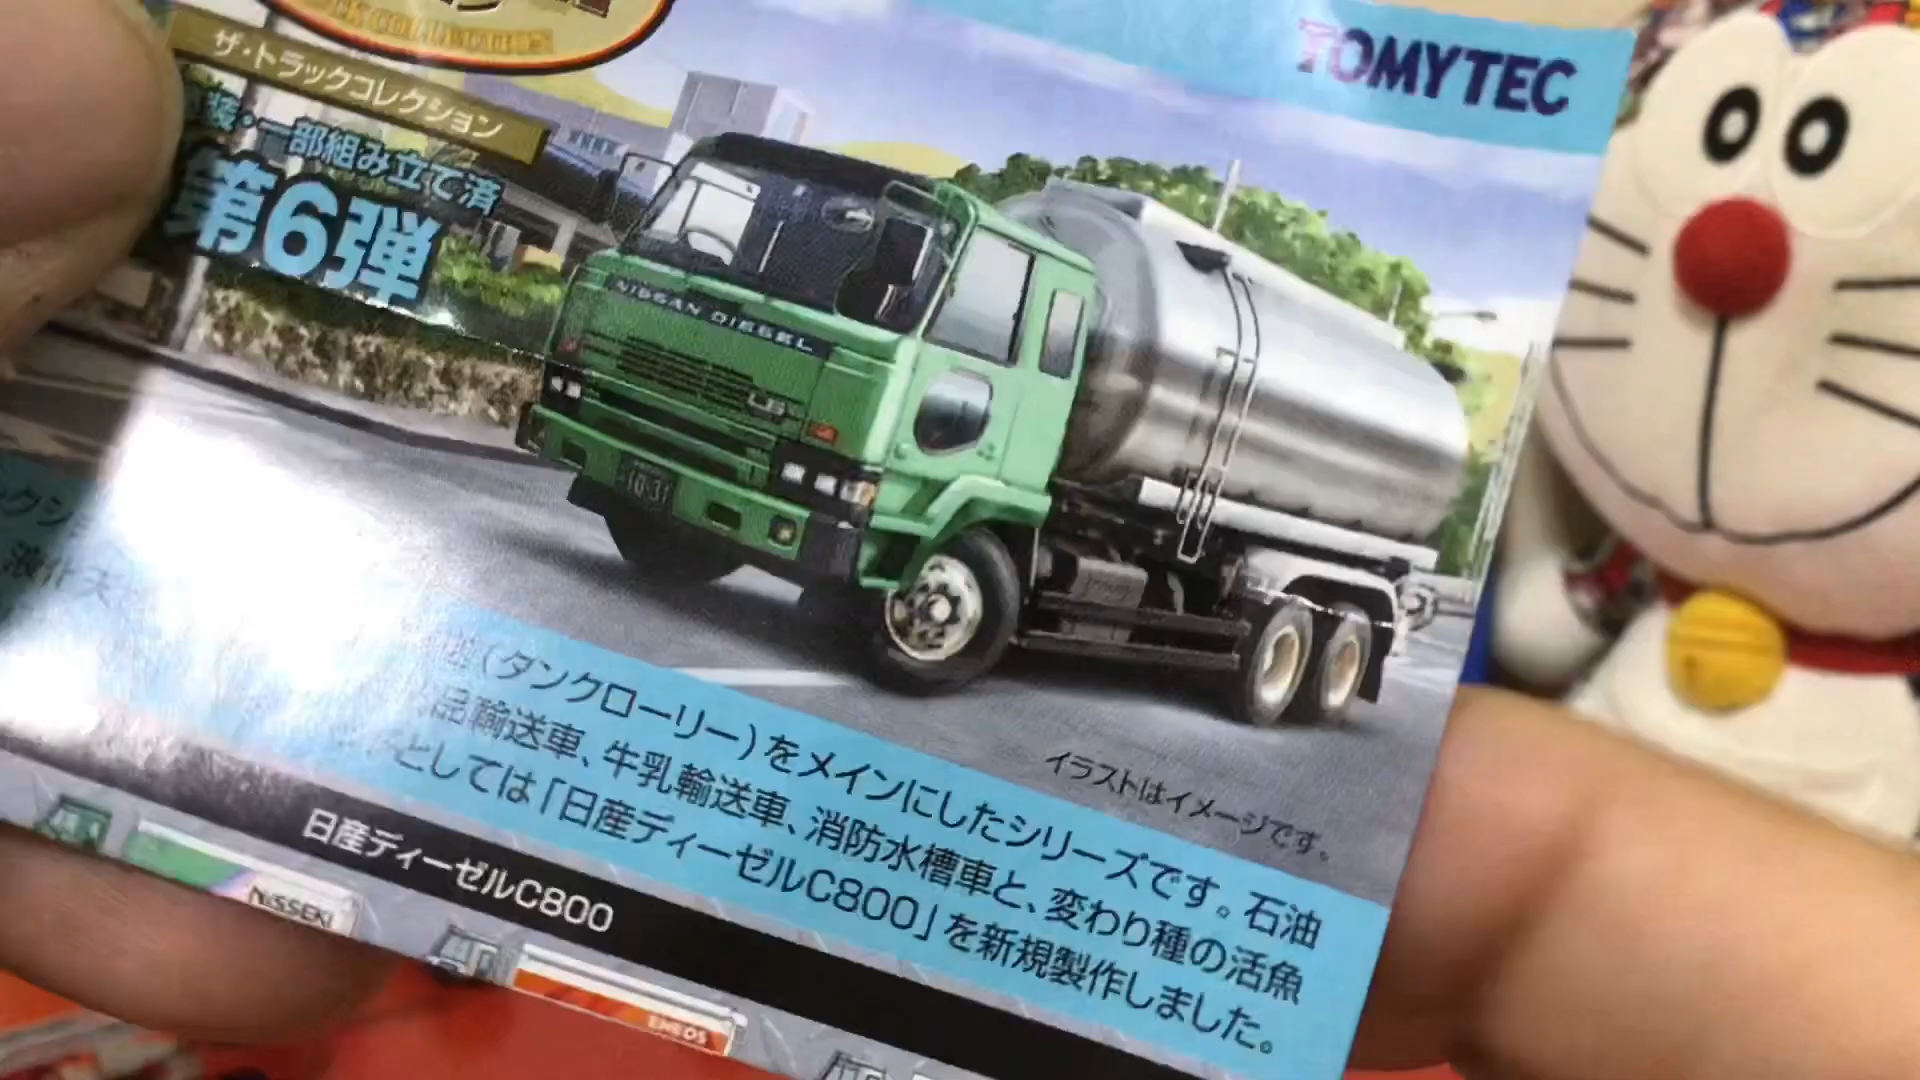 TOMYTEC
ザ・トラックコレクション
装・一部組み立て済
第6弾
NISSAN DIESEL
10-31
イラストはイメージです。
(タンクローリー)をメインにしたシリーズです。石油
品輸送車、牛乳輸送車、消防水槽車と、変わり種の活魚
としては「日産ディーゼルC800」を新規製作しました。
日産ディーゼルC800
NISSEKI
ENEOS